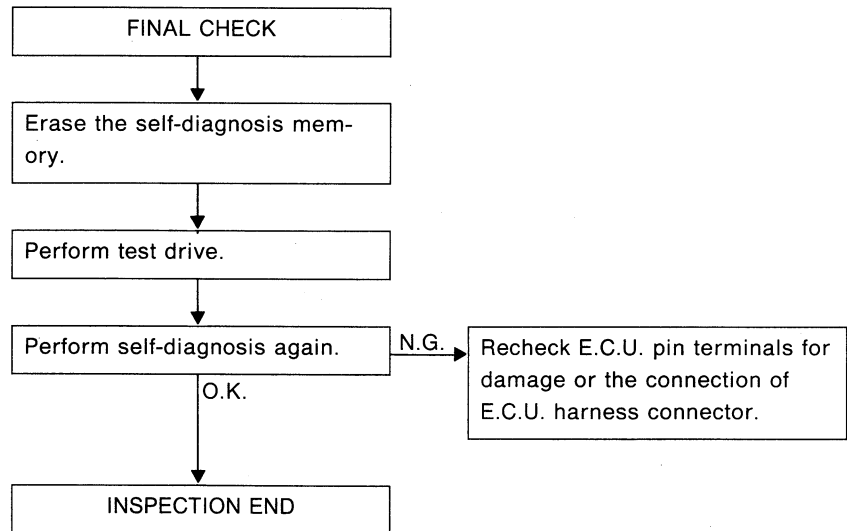 FINAL CHECK
Erase the self-diagnosis mem-
ory.
Perform test drive.
Perform self-diagnosis again.
N.G.
Recheck E.C.U. pin terminals for
damage or the connection of
E.C.U. harness connector.
O.K.
INSPECTION END